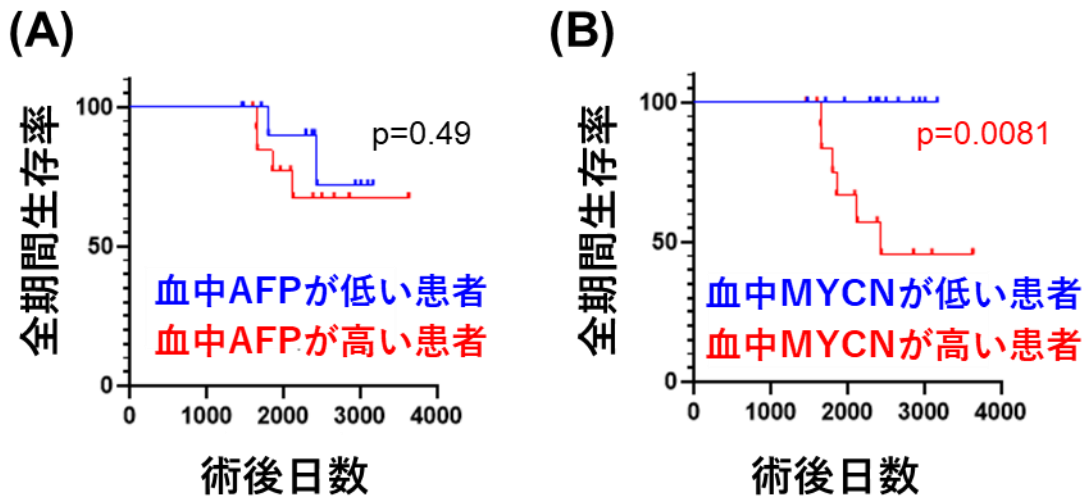 (A)
全期間生存率
100
50
0
p=0.49
血中AFPが低い患者
血中AFPが高い患者
0 1000 2000 3000 4000
術後日数
(B)
全期間生存率
100
50
0
p=0.0081
血中MYCNが低い患者
血中MYCNが高い患者
0 1000 2000 3000 4000
術後日数